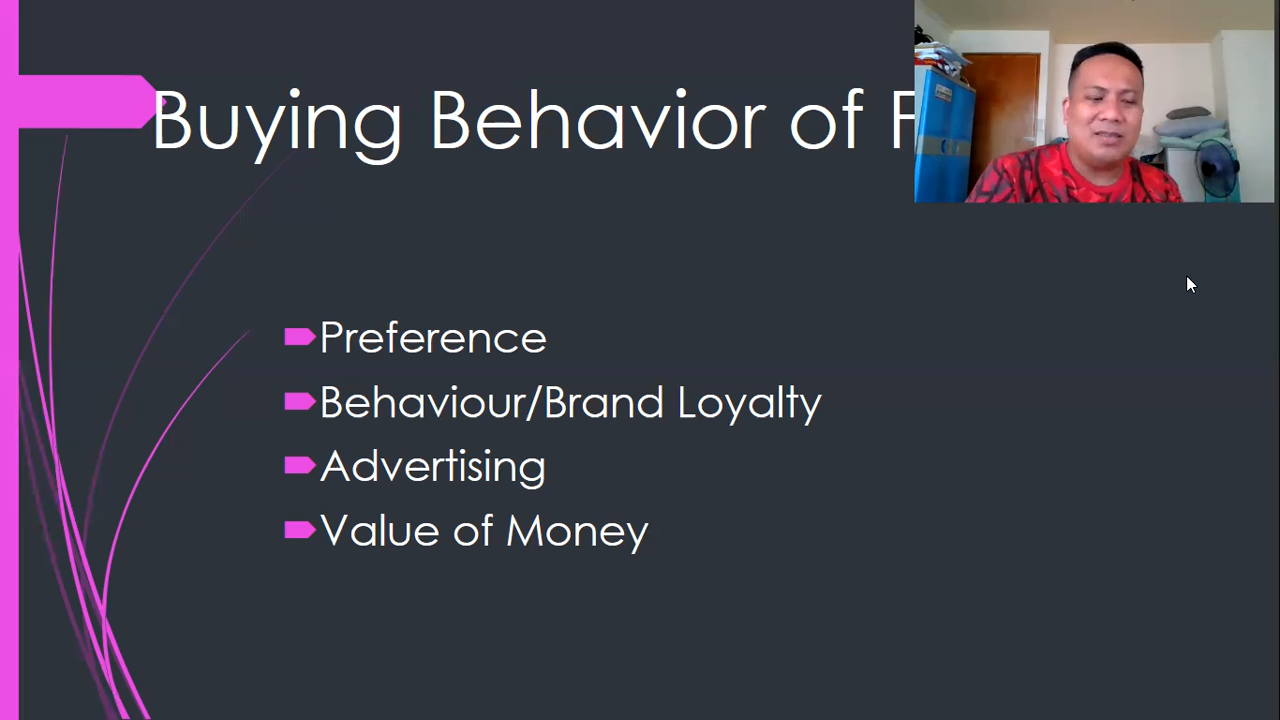 Buying Behavior of
Preference
Behaviour/Brand Loyalty
Advertising
Value of Money